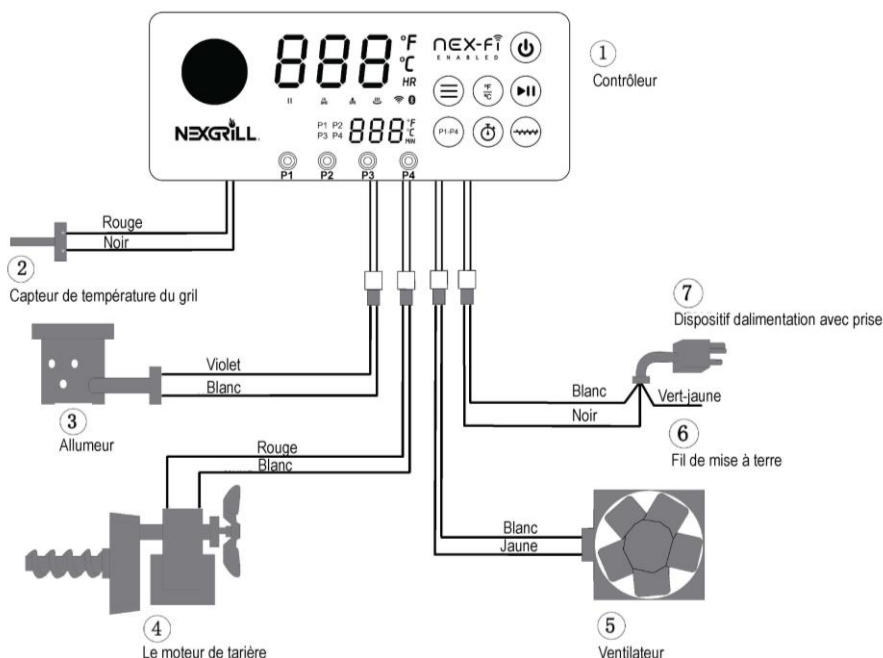 888 °F
°C
HR
nex-Fi
ENABLED
①
Contrôleur
°F
°C
NEXGRILL
P1 P2
P3 P4
888 °F
°C
MIN
P1-P4
P1 P2 P3 P4
Rouge
Noir
②
Capteur de température du gril
⑦
Dispositif dalimentation avec prise
Violet
Blanc
③
Allumeur
Blanc
Noir
Vert-jaune
⑥
Fil de mise à terre
Rouge
Blanc
Blanc
Jaune
④
Le moteur de tarière
⑤
Ventilateur